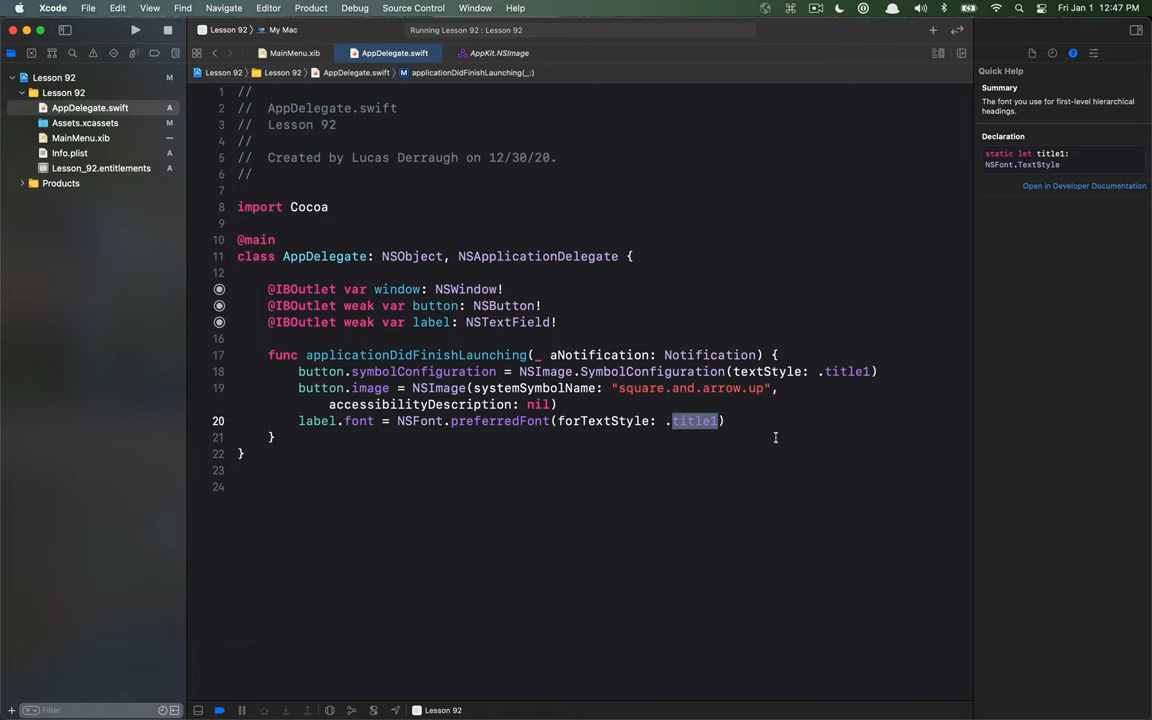 Xcode File Edit View Find Navigate Editor Product Debug Source Control Window Help Fri Jan 1 12:47 PM
Lesson 92 My Mac Running Lesson 92 : Lesson 92
MainMenu.xib AppDelegate.swift AppKit.NSImage
Lesson 92 Lesson 92 AppDelegate.swift M applicationDidFinishLaunching(_:)
Lesson 92 M
Lesson 92
AppDelegate.swift A
Assets.xcassets M
MainMenu.xib —
Info.plist A
Lesson_92.entitlements A
Products
1 //
2 // AppDelegate.swift
3 // Lesson 92
4 //
5 // Created by Lucas Derraugh on 12/30/20.
6 //
7
8 import Cocoa
9
10 @main
11 class AppDelegate: NSObject, NSApplicationDelegate {
12
13 @IBOutlet var window: NSWindow!
14 @IBOutlet weak var button: NSButton!
15 @IBOutlet weak var label: NSTextField!
16
17 func applicationDidFinishLaunching(_ aNotification: Notification) {
18 button.symbolConfiguration = NSImage.SymbolConfiguration(textStyle: .title1)
19 button.image = NSImage(systemSymbolName: "square.and.arrow.up",
accessibilityDescription: nil)
20 label.font = NSFont.preferredFont(forTextStyle: .title1)
21 }
22 }
23
24
Quick Help
Summary
The font you use for first-level hierarchical
headings.
Declaration
static let title1:
NSFont.TextStyle
Open in Developer Documentation
Filter
Lesson 92